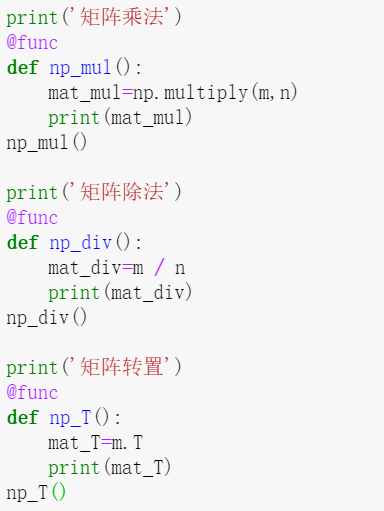 print('矩阵乘法')
@func
def np_mul():
    mat_mul=np.multiply(m,n)
    print(mat_mul)
np_mul()

print('矩阵除法')
@func
def np_div():
    mat_div=m / n
    print(mat_div)
np_div()

print('矩阵转置')
@func
def np_T():
    mat_T=m.T
    print(mat_T)
np_T()